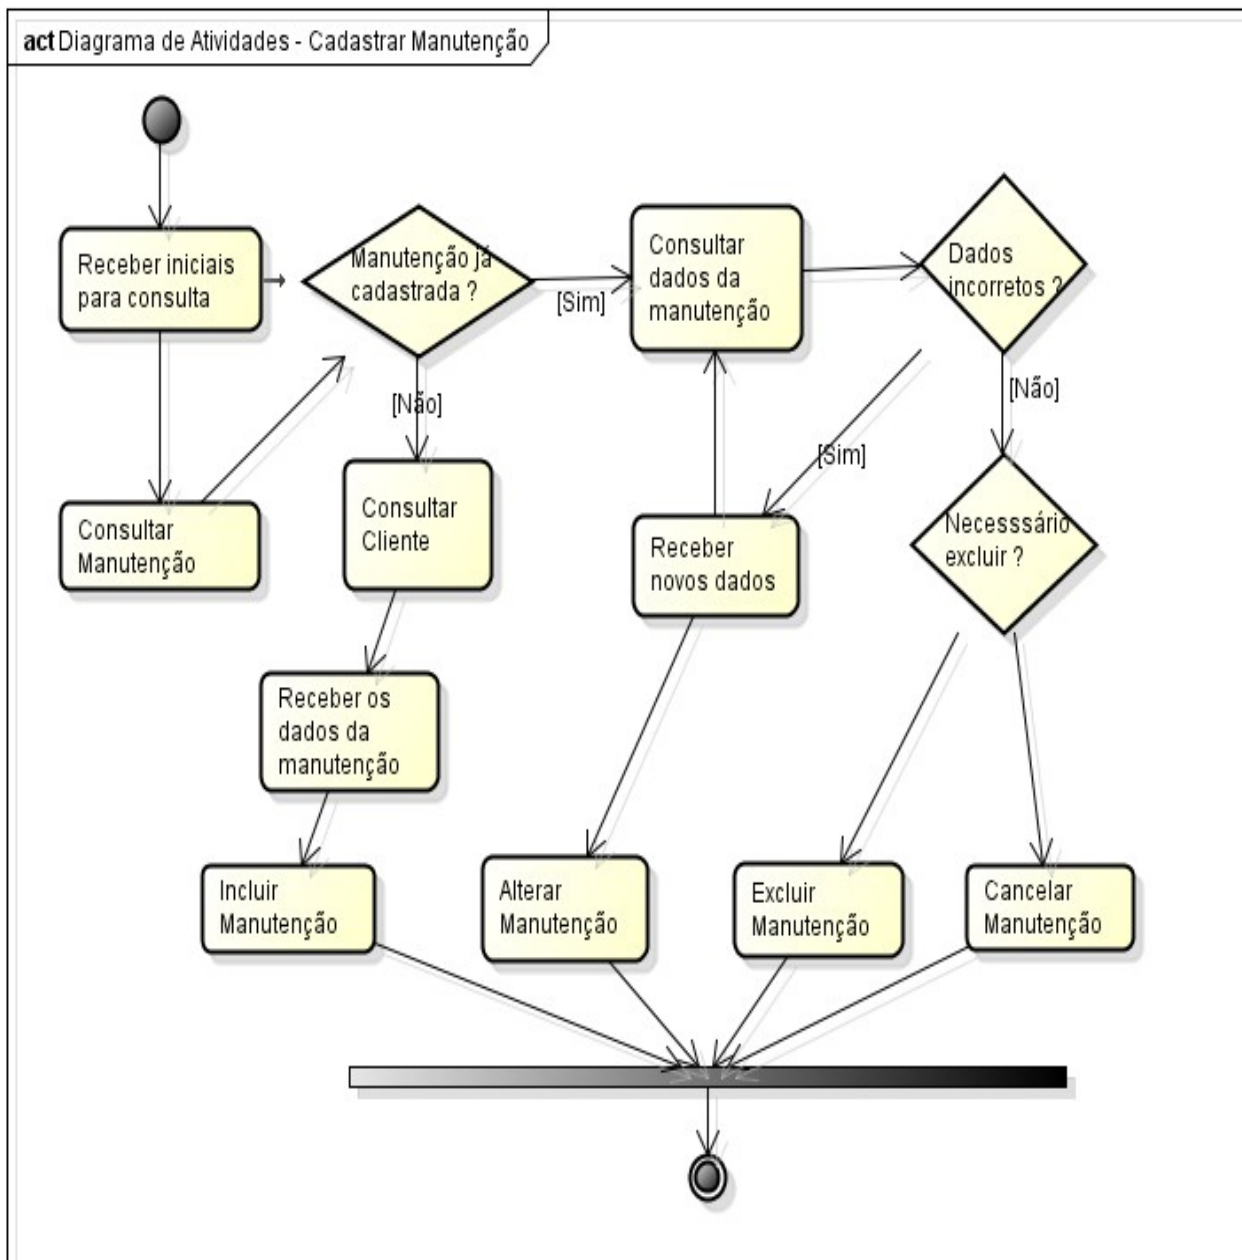 act Diagrama de Atividades - Cadastrar Manutenção
Receber iniciais
para consulta
Manutenção já
cadastrada ?
[Sim]
Consultar
dados da
manutenção
Dados
incorretos ?
[Não]
[Não]
[Sim]
Consultar
Manutenção
Consultar
Cliente
Receber
novos dados
Necesssário
excluir ?
Receber os
dados da
manutenção
Incluir
Manutenção
Alterar
Manutenção
Excluir
Manutenção
Cancelar
Manutenção